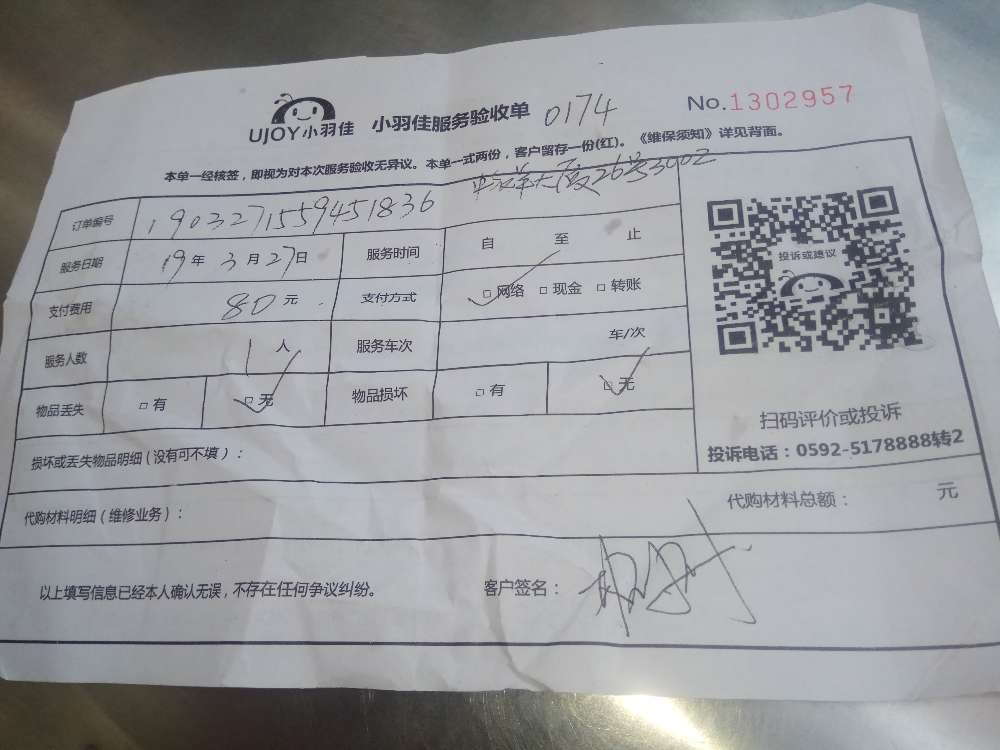 UJOY小羽佳 小羽佳服务验收单 0174 No.1302957
本单一经核签，即视为对本次服务验收无异议。本单一式两份，客户留存一份(红)。《维保须知》详见背面。
大厦26号3002
订单编号 1903271559451836
服务日期 19年3月27日 服务时间 自 至 止
支付费用 80元 支付方式 □网络 □现金 □转账
服务人数 1人 服务车次 车/次
物品丢失 □有 □无 物品损坏 □有 □无
投诉或建议
扫码评价或投诉
投诉电话：0592-5178888转2
损坏或丢失物品明细(没有可不填)：
代购材料明细(维修业务)： 代购材料总额： 元
以上填写信息已经本人确认无误，不存在任何争议纠纷。 客户签名：